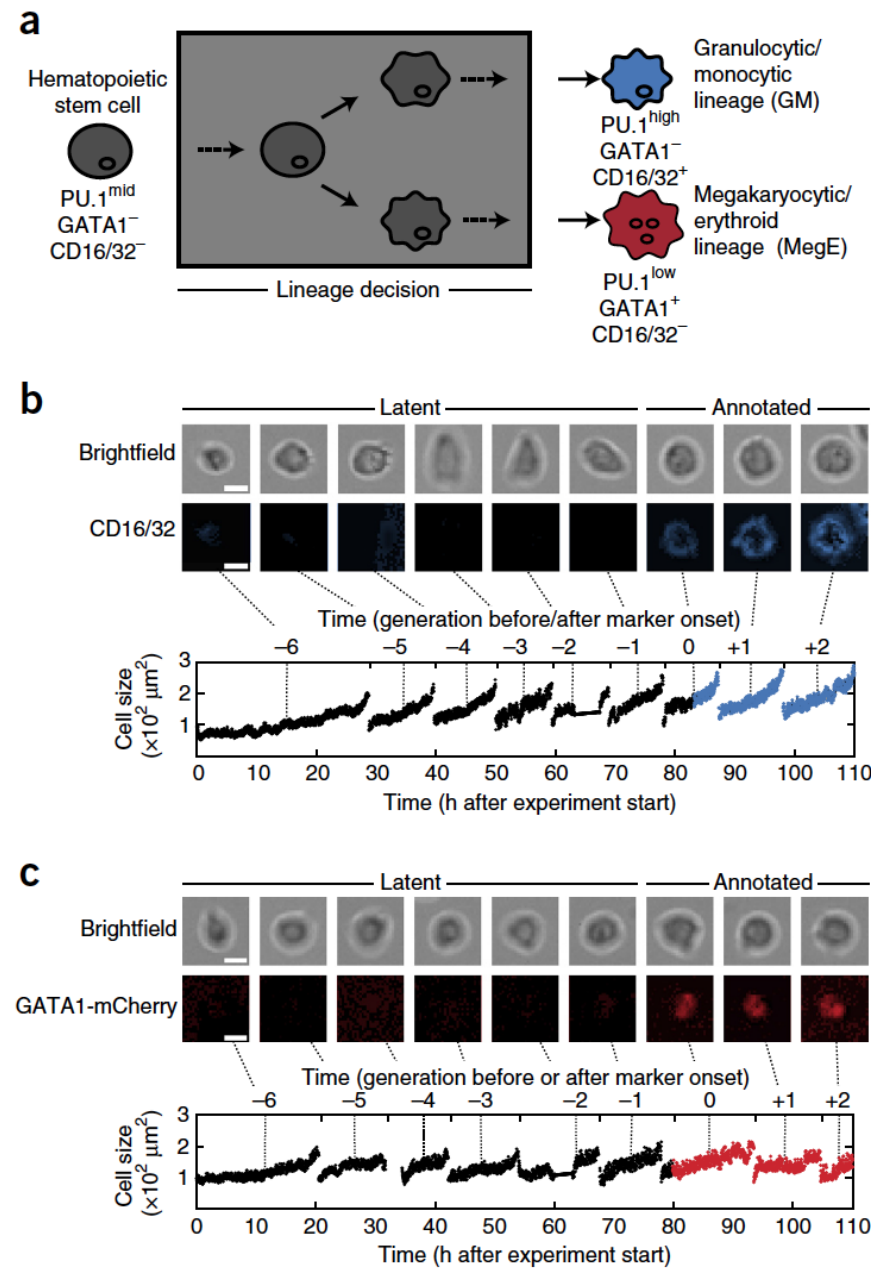 a
Hematopoietic
stem cell
PU.1mid
GATA1–
CD16/32–
Lineage decision
Granulocytic/
monocytic
lineage (GM)
PU.1high
GATA1–
CD16/32+
Megakaryocytic/
erythroid
lineage (MegE)
PU.1low
GATA1+
CD16/32–
b
Latent
Annotated
Brightfield
CD16/32
Time (generation before/after marker onset)
–6 –5 –4 –3 –2 –1 0 +1 +2
Cell size
(×10² μm²)
3
2
1
0 10 20 30 40 50 60 70 80 90 100 110
Time (h after experiment start)
c
Latent
Annotated
Brightfield
GATA1-mCherry
Time (generation before or after marker onset)
–6 –5 –4 –3 –2 –1 0 +1 +2
Cell size
(×10² μm²)
3
2
1
0 10 20 30 40 50 60 70 80 90 100 110
Time (h after experiment start)